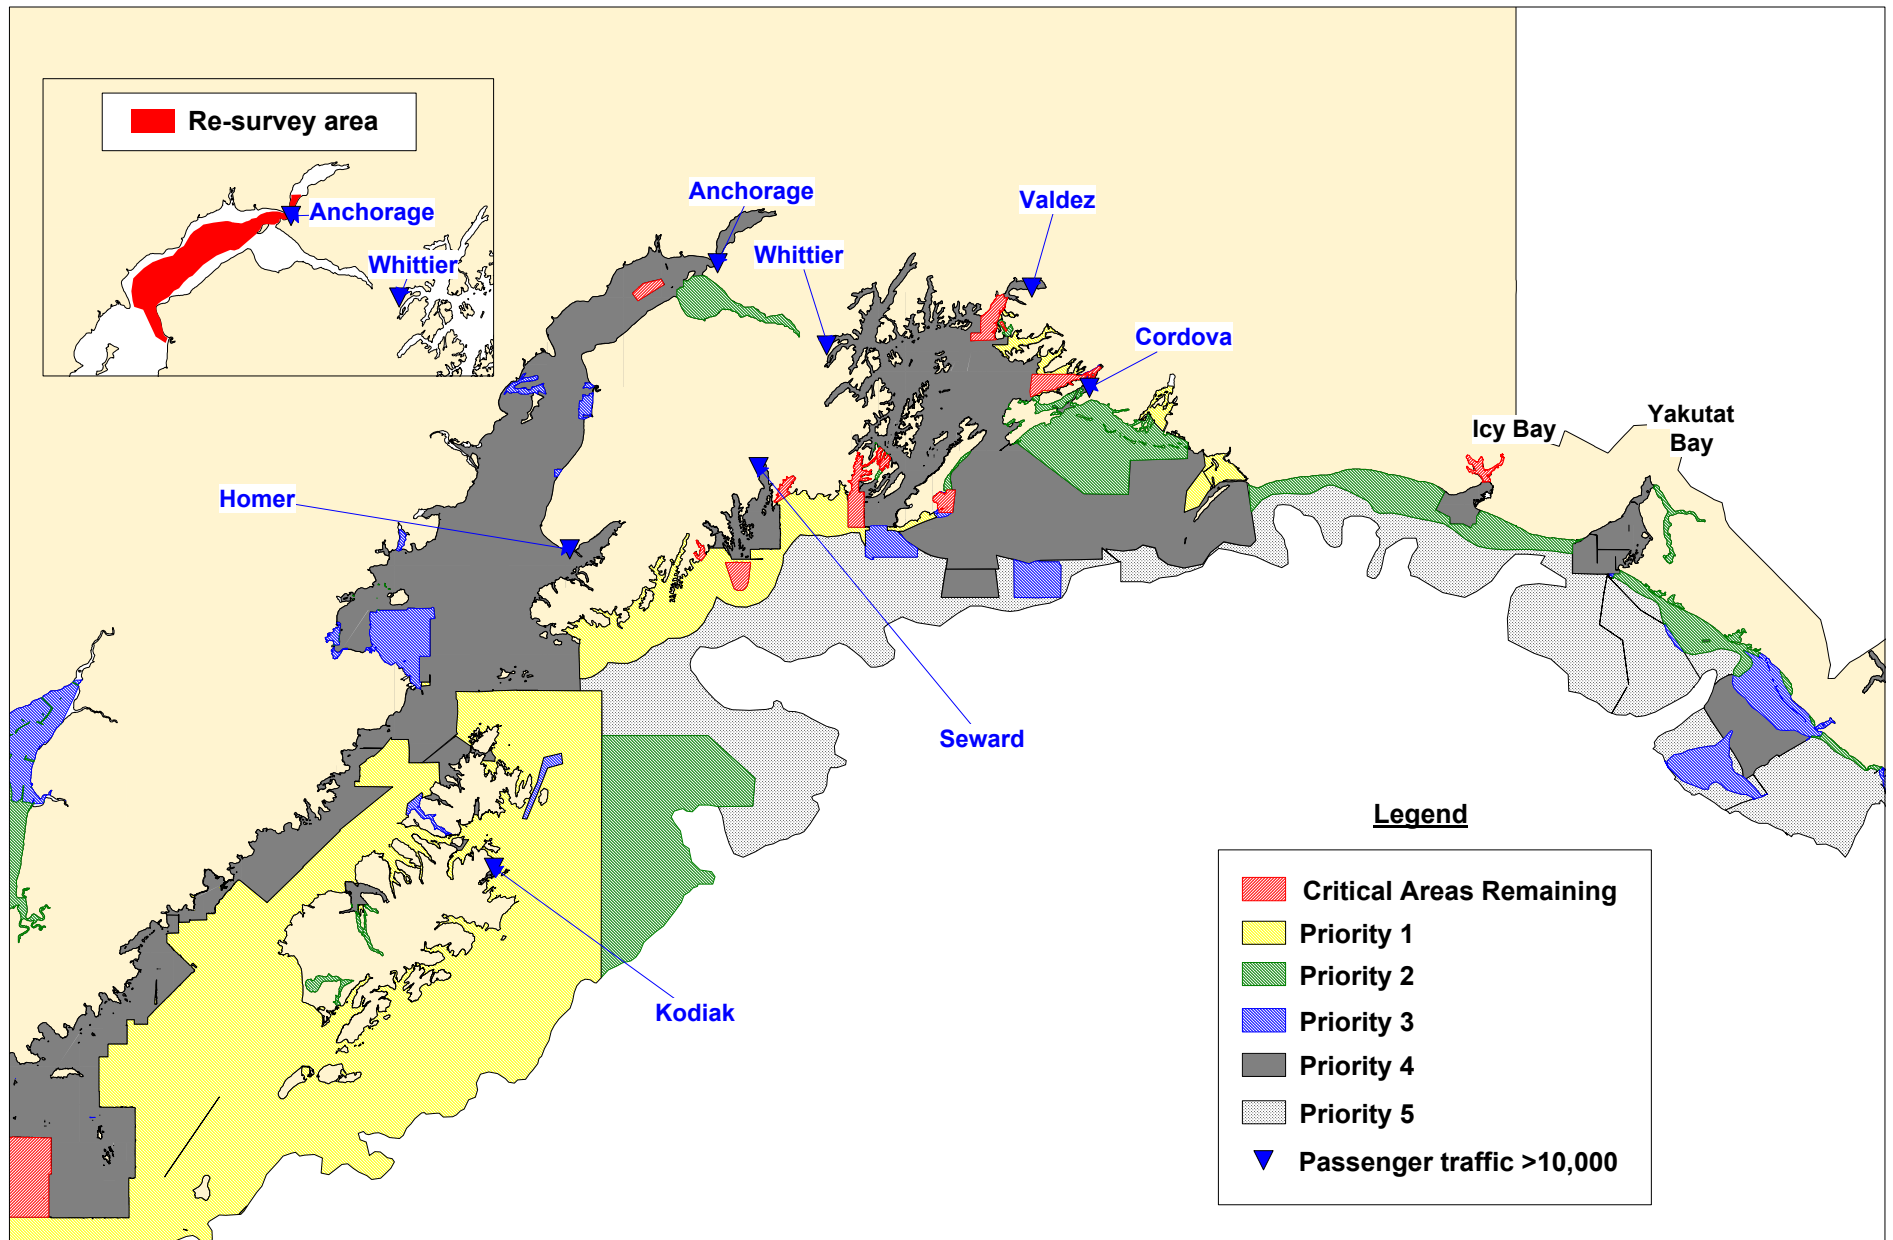 Re-survey area
Anchorage
Whittier
Anchorage
Whittier
Valdez
Cordova
Icy Bay
Yakutat
Bay
Homer
Seward
Kodiak
Legend
Critical Areas Remaining
Priority 1
Priority 2
Priority 3
Priority 4
Priority 5
Passenger traffic >10,000